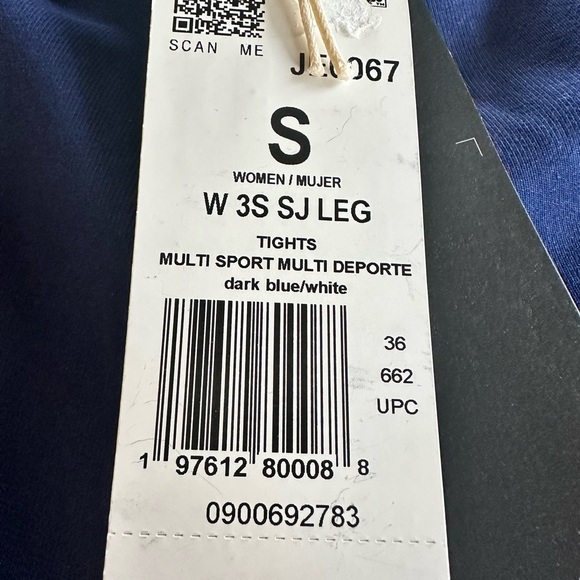 SCAN ME
S
WOMEN / MUJER
W 3S SJ LEG
TIGHTS
MULTI SPORT MULTI DEPORTE
dark blue/white
36
662
UPC
1 97612 80008 8
0900692783